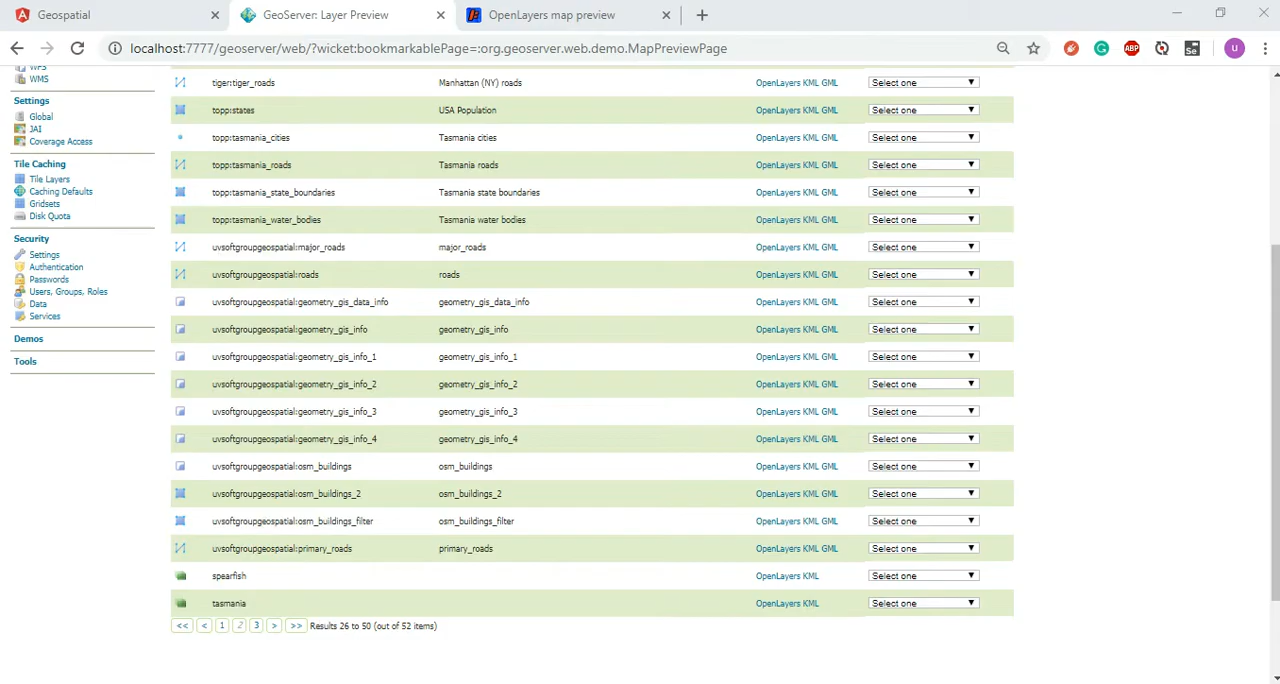 Geospatial
GeoServer: Layer Preview
OpenLayers map preview
localhost:7777/geoserver/web/?wicket:bookmarkablePage=:org.geoserver.web.demo.MapPreviewPage
ABP
Se
U
WFS
WMS
Settings
Global
JAI
Coverage Access
Tile Caching
Tile Layers
Caching Defaults
Gridsets
Disk Quota
Security
Settings
Authentication
Passwords
Users, Groups, Roles
Data
Services
Demos
Tools
tiger:tiger_roads Manhattan (NY) roads OpenLayers KML GML Select one
topp:states USA Population OpenLayers KML GML Select one
topp:tasmania_cities Tasmania cities OpenLayers KML GML Select one
topp:tasmania_roads Tasmania roads OpenLayers KML GML Select one
topp:tasmania_state_boundaries Tasmania state boundaries OpenLayers KML GML Select one
topp:tasmania_water_bodies Tasmania water bodies OpenLayers KML GML Select one
uvsoftgroupgeospatial:major_roads major_roads OpenLayers KML GML Select one
uvsoftgroupgeospatial:roads roads OpenLayers KML GML Select one
uvsoftgroupgeospatial:geometry_gis_data_info geometry_gis_data_info OpenLayers KML GML Select one
uvsoftgroupgeospatial:geometry_gis_info geometry_gis_info OpenLayers KML GML Select one
uvsoftgroupgeospatial:geometry_gis_info_1 geometry_gis_info_1 OpenLayers KML GML Select one
uvsoftgroupgeospatial:geometry_gis_info_2 geometry_gis_info_2 OpenLayers KML GML Select one
uvsoftgroupgeospatial:geometry_gis_info_3 geometry_gis_info_3 OpenLayers KML GML Select one
uvsoftgroupgeospatial:geometry_gis_info_4 geometry_gis_info_4 OpenLayers KML GML Select one
uvsoftgroupgeospatial:osm_buildings osm_buildings OpenLayers KML GML Select one
uvsoftgroupgeospatial:osm_buildings_2 osm_buildings_2 OpenLayers KML GML Select one
uvsoftgroupgeospatial:osm_buildings_filter osm_buildings_filter OpenLayers KML GML Select one
uvsoftgroupgeospatial:primary_roads primary_roads OpenLayers KML GML Select one
spearfish OpenLayers KML Select one
tasmania OpenLayers KML Select one
<< < 1 2 3 > >> Results 26 to 50 (out of 52 items)